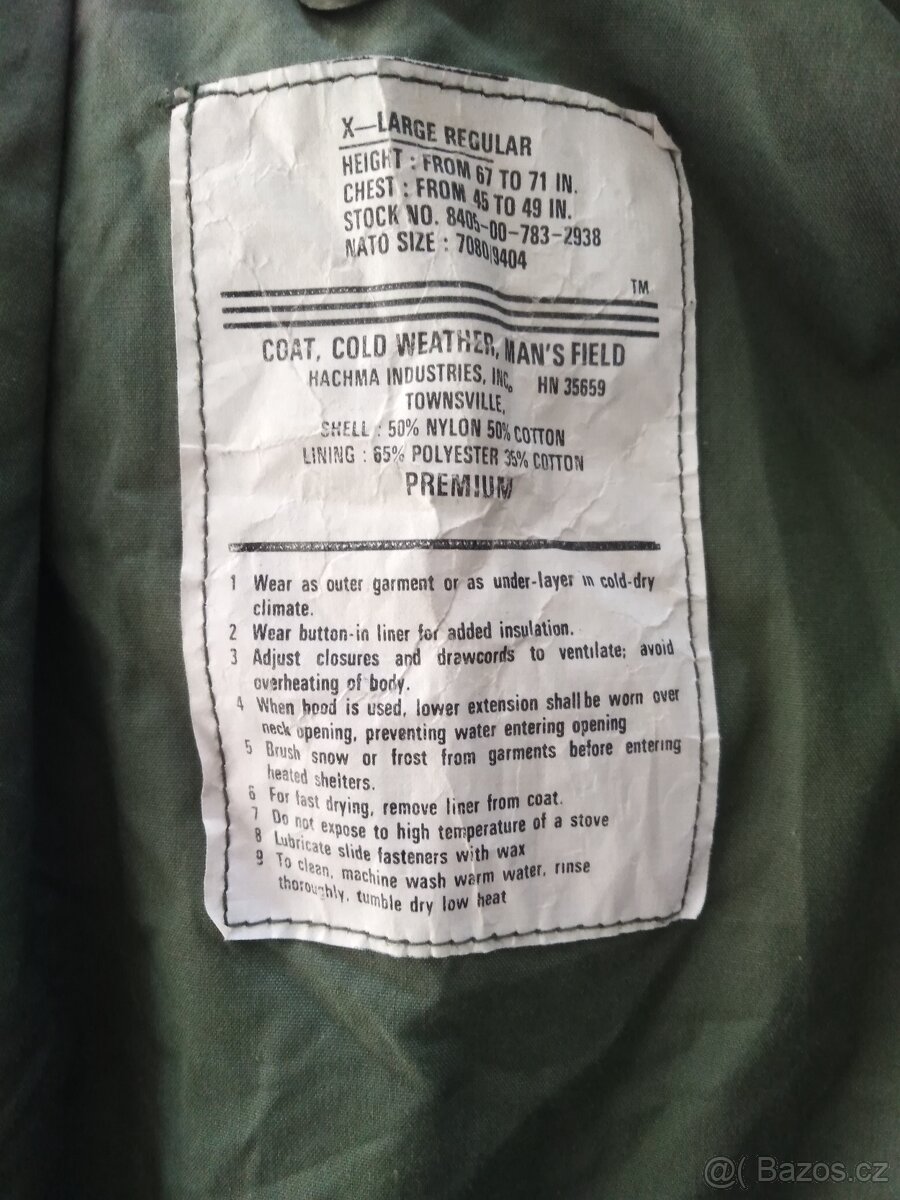 X—LARGE REGULAR
HEIGHT : FROM 67 TO 71 IN.
CHEST : FROM 45 TO 49 IN.
STOCK NO. 8405-00-783-2938
NATO SIZE : 7080/9404
TM
COAT, COLD WEATHER, MAN'S FIELD
HACHMA INDUSTRIES, INC. HN 35659
TOWNSVILLE,
SHELL : 50% NYLON 50% COTTON
LINING : 65% POLYESTER 35% COTTON
PREMIUM
1 Wear as outer garment or as under-layer in cold-dry
climate.
2 Wear button-in liner for added insulation.
3 Adjust closures and drawcords to ventilate; avoid
overheating of body.
4 When hood is used, lower extension shall be worn over
neck opening, preventing water entering opening
5 Brush snow or frost from garments before entering
heated shelters.
6 For fast drying, remove liner from coat.
7 Do not expose to high temperature of a stove
8 Lubricate slide fasteners with wax
9 To clean, machine wash warm water, rinse
thoroughly, tumble dry low heat
@( Bazos.cz